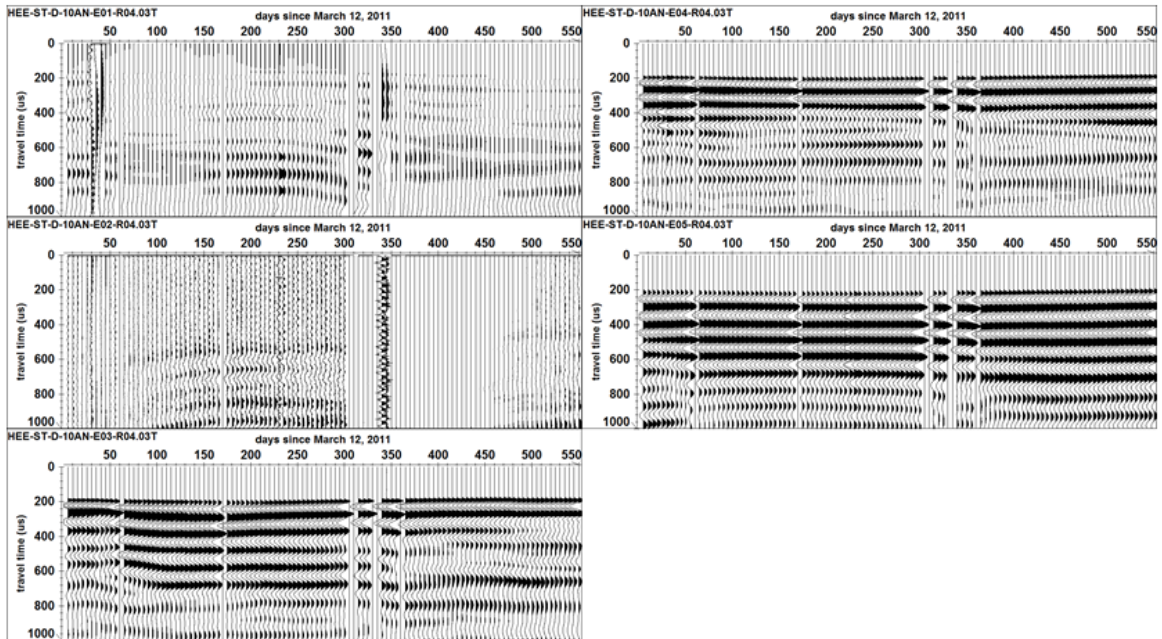 HEE-ST-D-10AN-E01-R04.03T
days since March 12, 2011
50 100 150 200 250 300 350 400 450 500 550
travel time (us)
0
200
400
600
800
1000
HEE-ST-D-10AN-E02-R04.03T
days since March 12, 2011
50 100 150 200 250 300 350 400 450 500 550
travel time (us)
0
200
400
600
800
1000
HEE-ST-D-10AN-E03-R04.03T
days since March 12, 2011
50 100 150 200 250 300 350 400 450 500 550
travel time (us)
0
200
400
600
800
1000
HEE-ST-D-10AN-E04-R04.03T
days since March 12, 2011
50 100 150 200 250 300 350 400 450 500 550
travel time (us)
0
200
400
600
800
1000
HEE-ST-D-10AN-E05-R04.03T
days since March 12, 2011
50 100 150 200 250 300 350 400 450 500 550
travel time (us)
0
200
400
600
800
1000